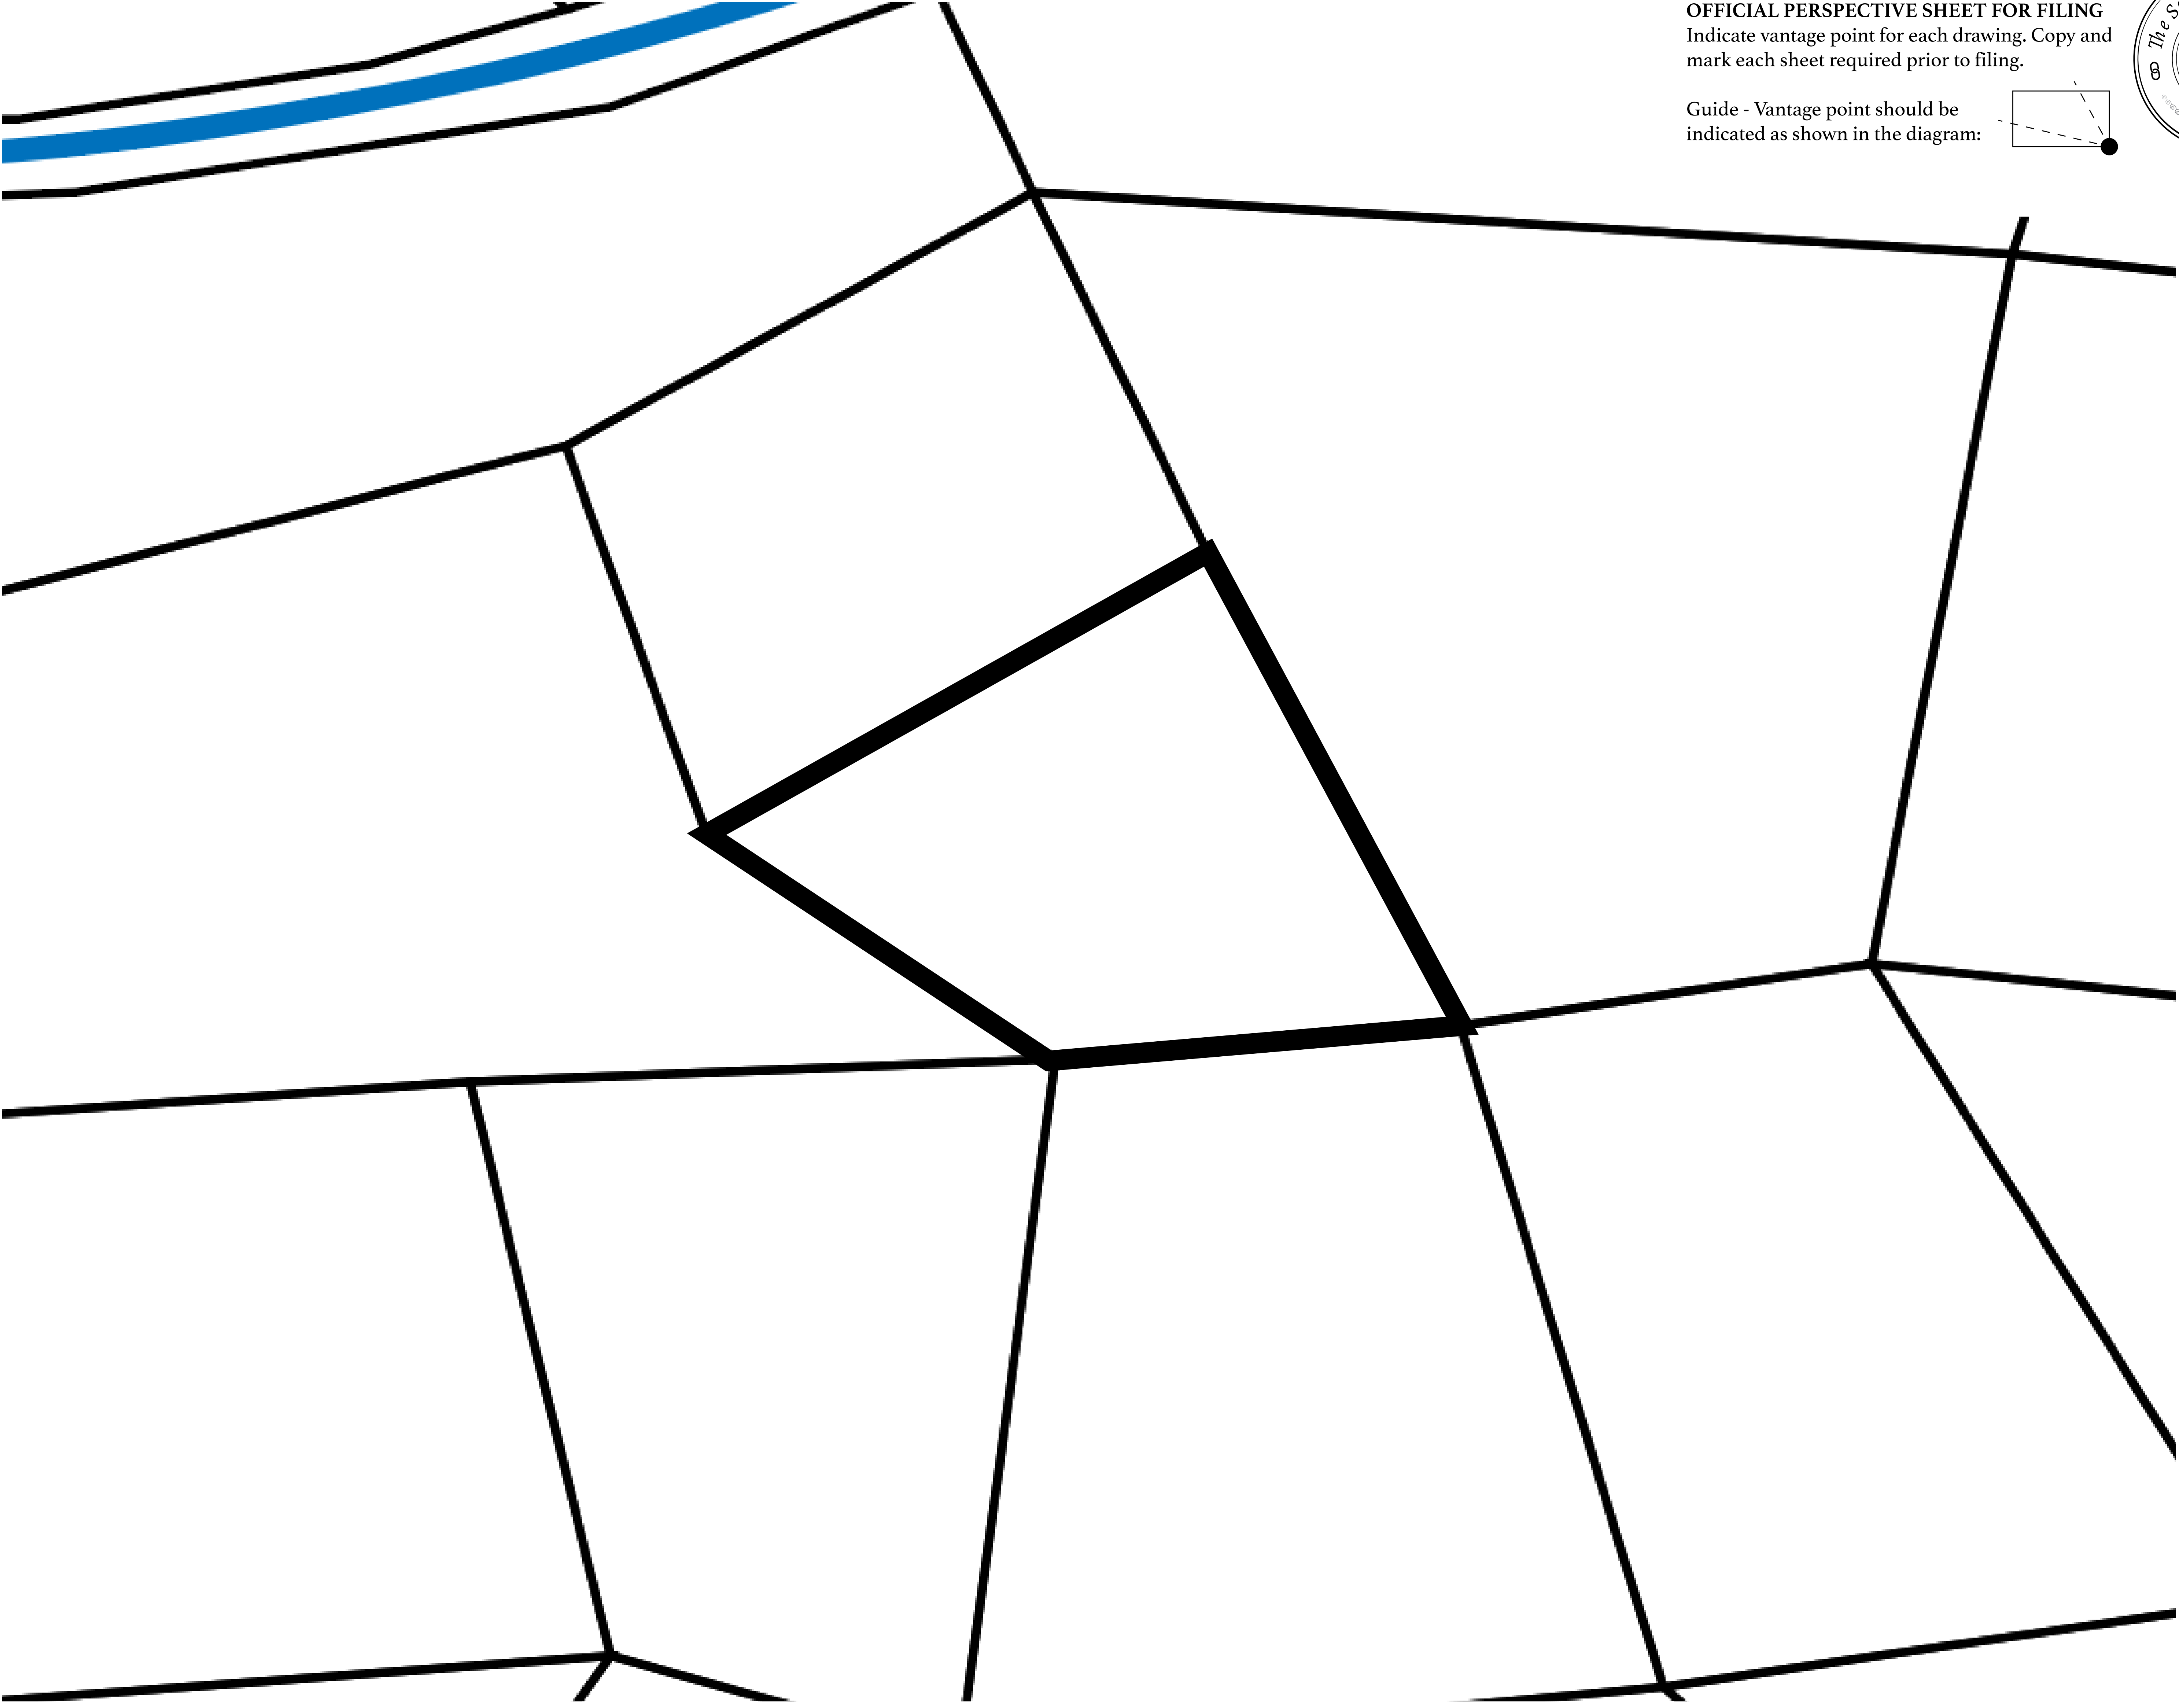 OFFICIAL PERSPECTIVE SHEET FOR FILING
Indicate vantage point for each drawing. Copy and
mark each sheet required prior to filing.
Guide - Vantage point should be
indicated as shown in the diagram:
The